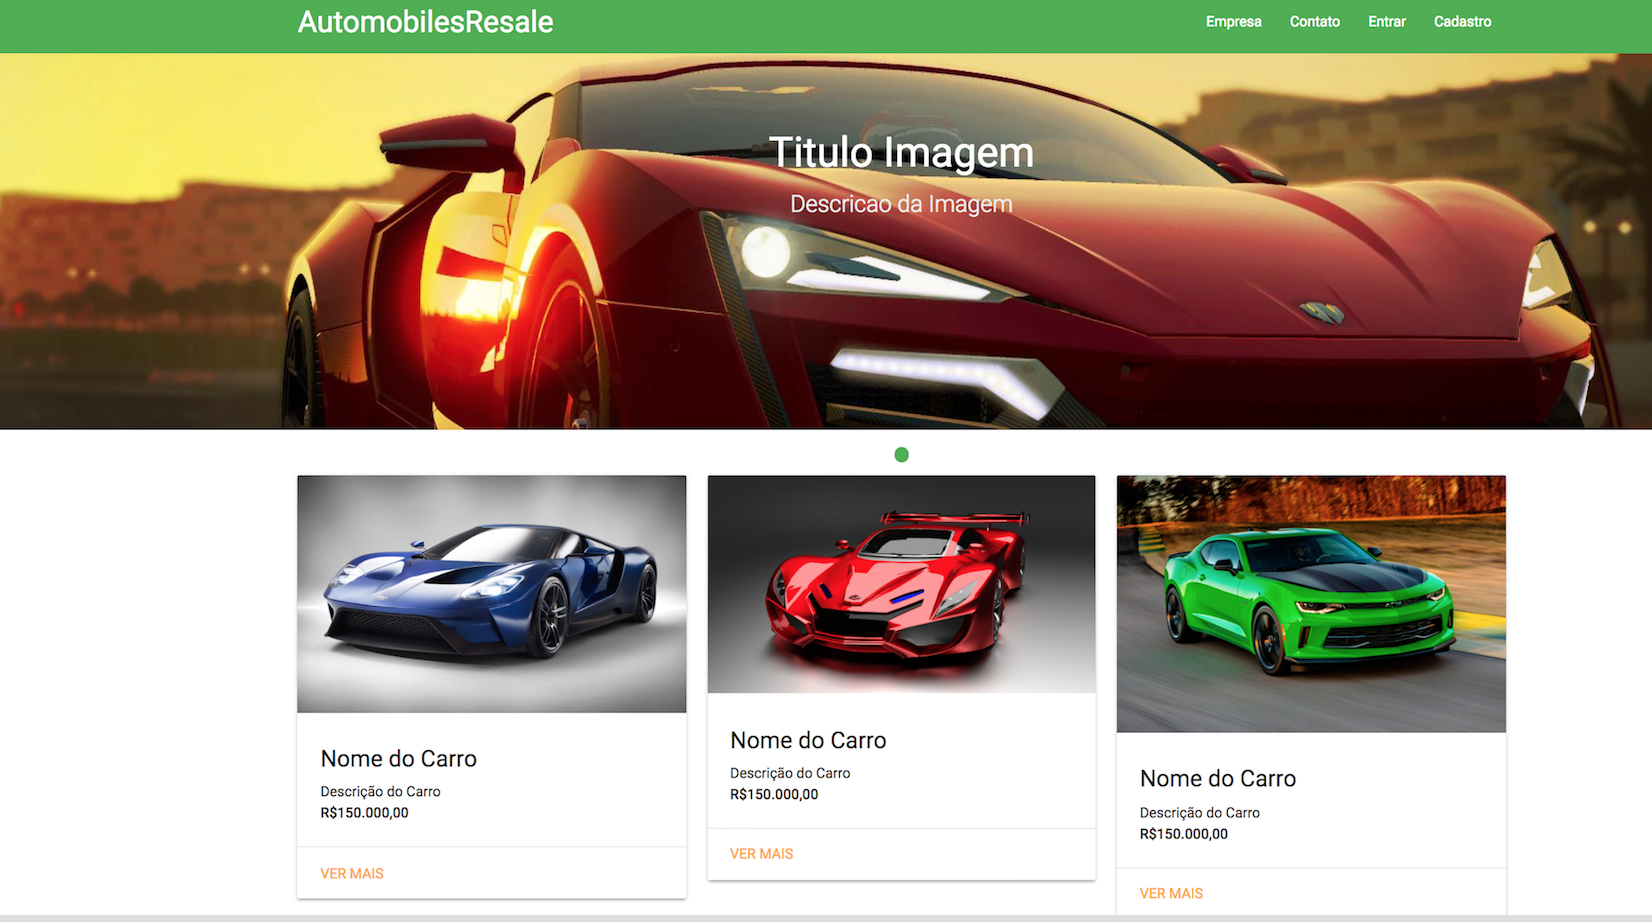 AutomobilesResale
Empresa Contato Entrar Cadastro
Titulo Imagem
Descricao da Imagem
Nome do Carro
Descrição do Carro
R$150.000,00
VER MAIS
Nome do Carro
Descrição do Carro
R$150.000,00
VER MAIS
Nome do Carro
Descrição do Carro
R$150.000,00
VER MAIS